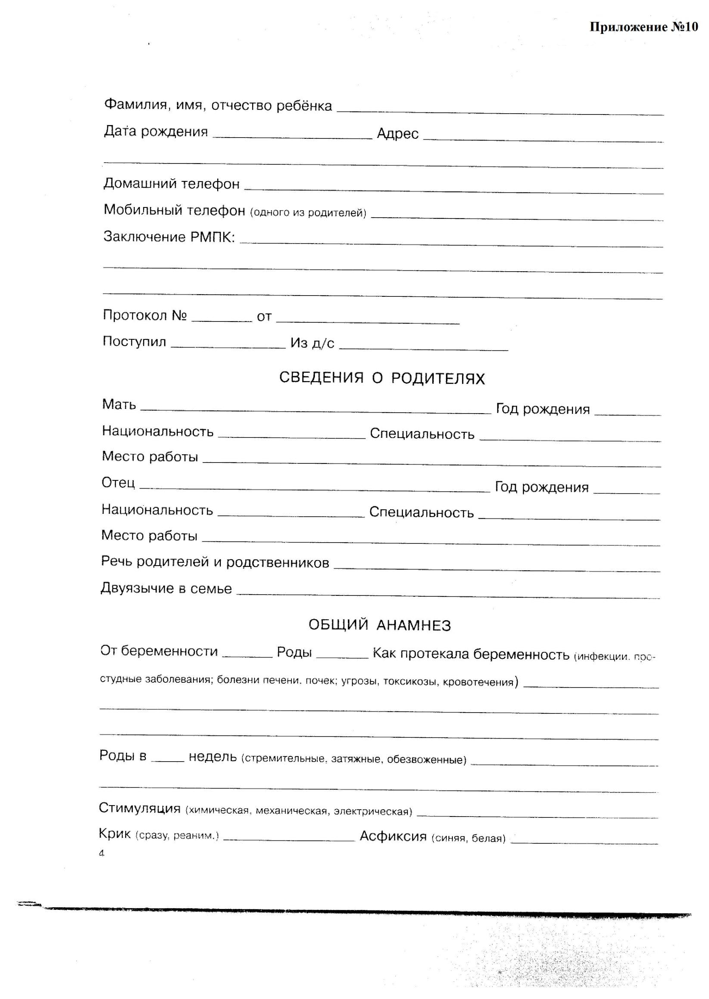 Приложение №10
Фамилия, имя, отчество ребёнка
Дата рождения Адрес
Домашний телефон
Мобильный телефон (одного из родителей)
Заключение РМПК:
Протокол № от
Поступил Из д/с
СВЕДЕНИЯ О РОДИТЕЛЯХ
Мать Год рождения
Национальность Специальность
Место работы
Отец Год рождения
Национальность Специальность
Место работы
Речь родителей и родственников
Двуязычие в семье
ОБЩИЙ АНАМНЕЗ
От беременности Роды Как протекала беременность (инфекции. прос-
студные заболевания; болезни печени. почек; угрозы, токсикозы, кровотечения)
Роды в недель (стремительные, затяжные, обезвоженные)
Стимуляция (химическая, механическая, электрическая)
Крик (сразу, реаним.) Асфиксия (синяя, белая)
4